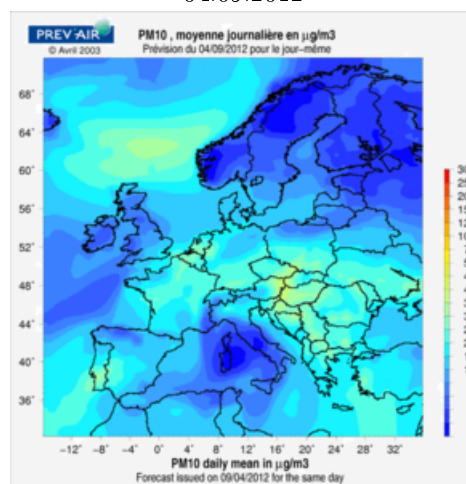 PREV'AIR
© Avril 2003
PM10 , moyenne journalière en µg/m3
Prévision du 04/09/2012 pour le jour-même
68°
64°
60°
56°
52°
48°
44°
40°
36°
−12° −8° −4° 0° 4° 8° 12° 16° 20° 24° 28° 32°
PM10 daily mean in µg/m3
Forecast issued on 09/04/2012 for the same day